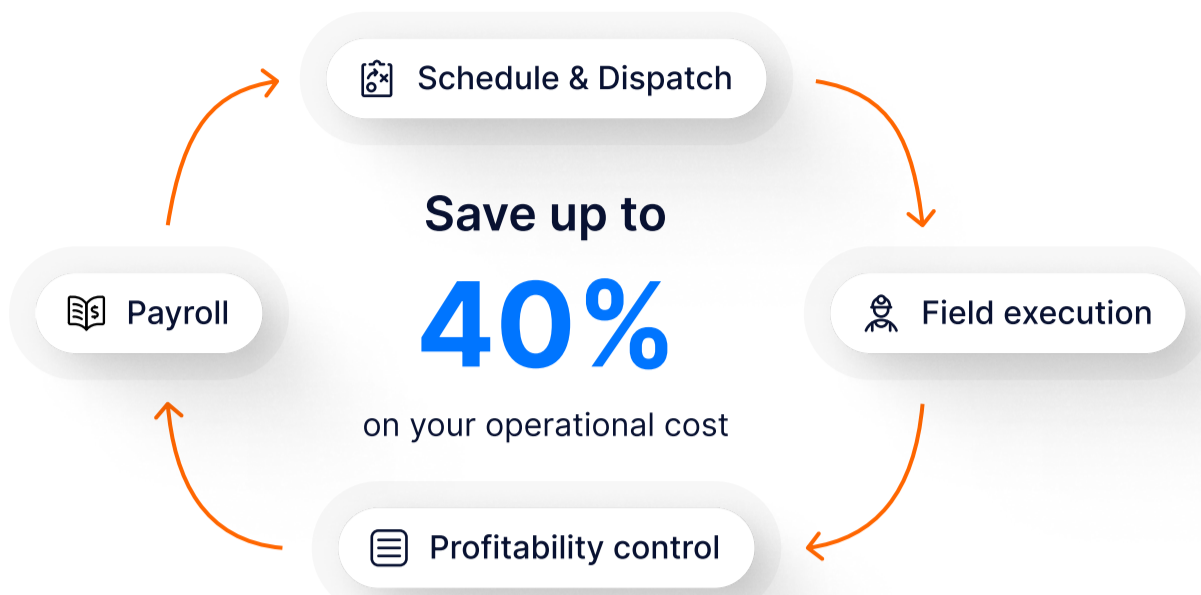 Schedule & Dispatch
Save up to
40%
on your operational cost
Payroll
$
Field execution
Profitability control